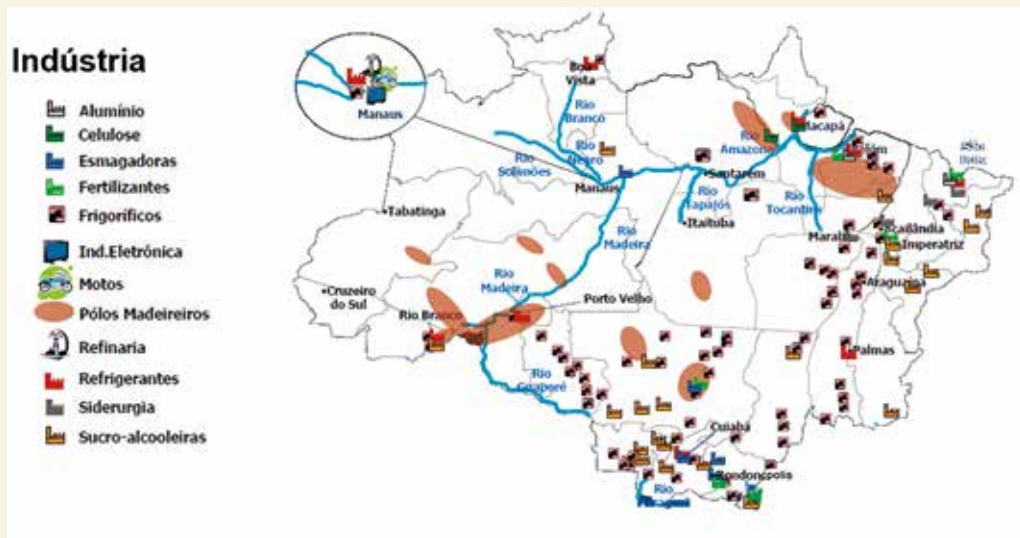 Indústria
Alumínio
Celulose
Esmagadoras
Fertilizantes
Frigoríficos
Ind.Eletrônica
Motos
Pólos Madeireiros
Refinaria
Refrigerantes
Siderurgia
Sucro-alcooleiras
Manaus
Vista
Rio
Branco
Rio
Negro
Rio
Solimões
Manaus
Rio
Amazonas
Macapá
Santarém
Rio
Tapajós
Itaituba
Rio
Tocantins
Tabatinga
Rio
Madeira
Marabá
Açailândia
Imperatriz
Araguaína
Cruzeiro
do Sul
Rio
Madeira
Porto Velho
Rio Branco
Rio
Guaporé
Palmas
Cuiabá
Rondonópolis
Rio